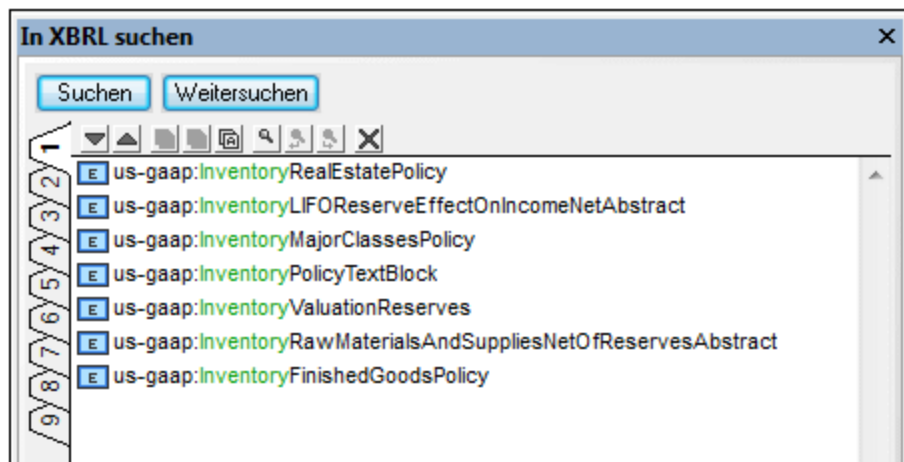 In XBRL suchen
Suchen Weitersuchen
1
2
3
4
5
6
7
8
9
E us-gaap:InventoryRealEstatePolicy
E us-gaap:InventoryLIFOReserveEffectOnIncomeNetAbstract
E us-gaap:InventoryMajorClassesPolicy
E us-gaap:InventoryPolicyTextBlock
E us-gaap:InventoryValuationReserves
E us-gaap:InventoryRawMaterialsAndSuppliesNetOfReservesAbstract
E us-gaap:InventoryFinishedGoodsPolicy